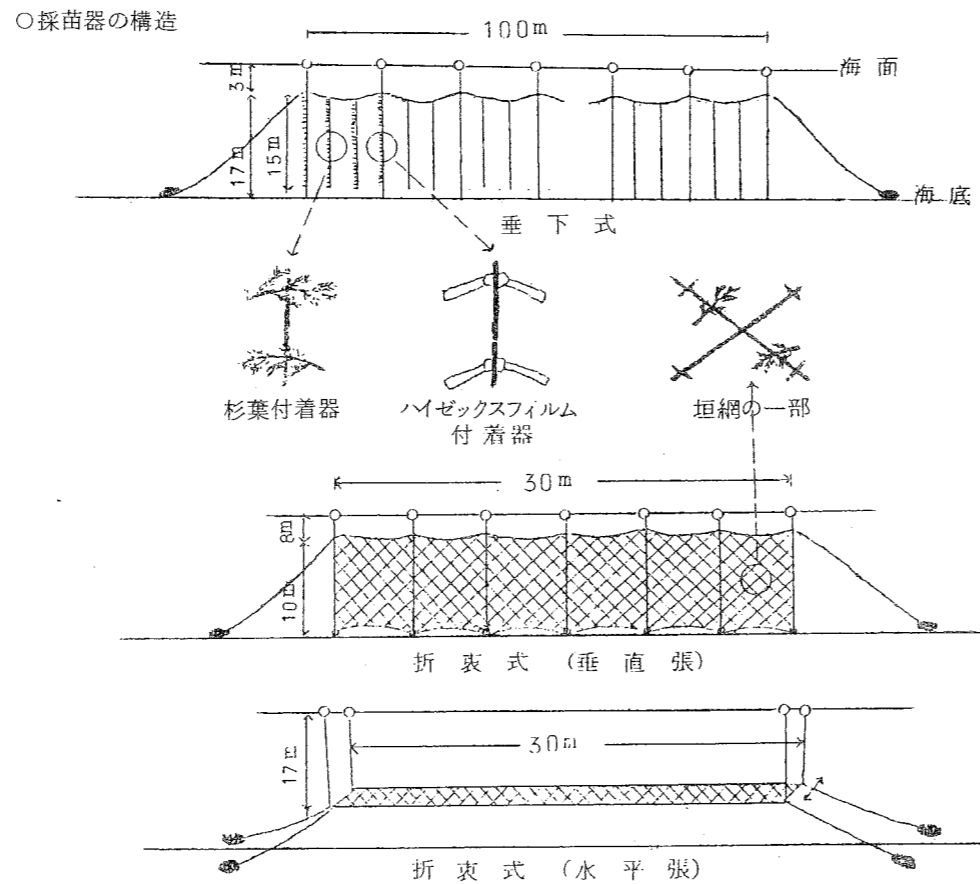 ○採苗器の構造
100m
海面
3m
17m
15m
海底
垂下式
杉葉付着器
ハイゼックスフィルム
付着器
垣網の一部
30m
8m
10m
折衷式(垂直張)
30m
17m
折衷式(水平張)